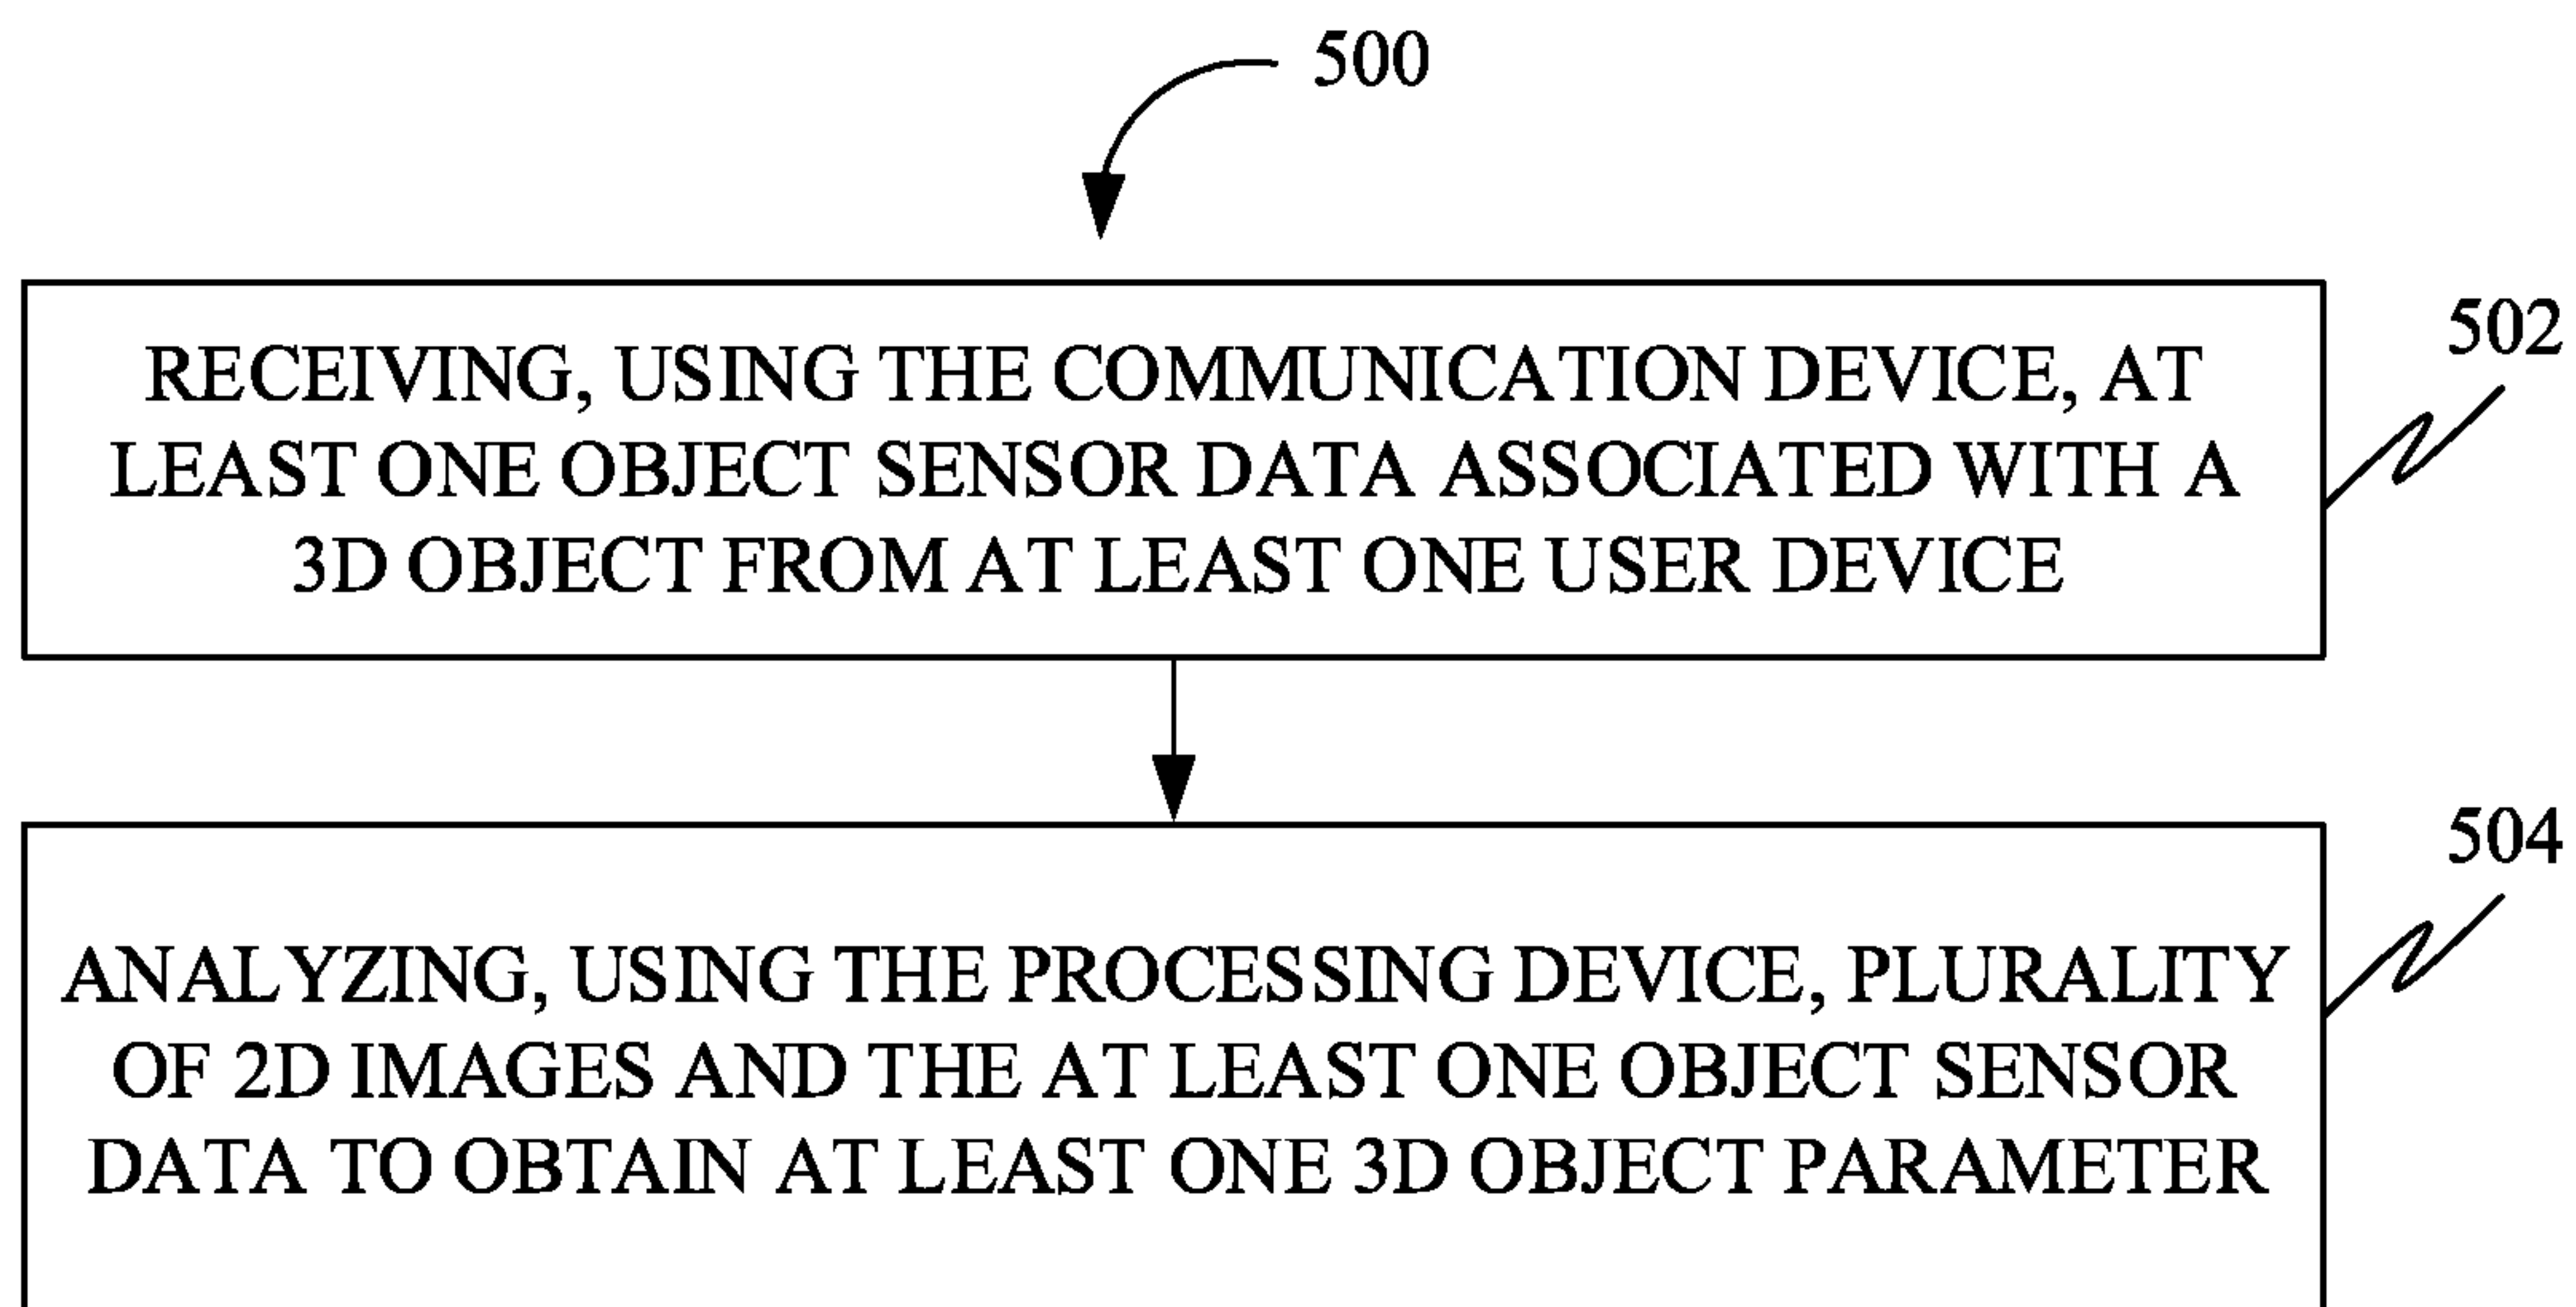 500
502
RECEIVING, USING THE COMMUNICATION DEVICE, AT
LEAST ONE OBJECT SENSOR DATA ASSOCIATED WITH A
3D OBJECT FROM AT LEAST ONE USER DEVICE
504
ANALYZING, USING THE PROCESSING DEVICE, PLURALITY
OF 2D IMAGES AND THE AT LEAST ONE OBJECT SENSOR
DATA TO OBTAIN AT LEAST ONE 3D OBJECT PARAMETER